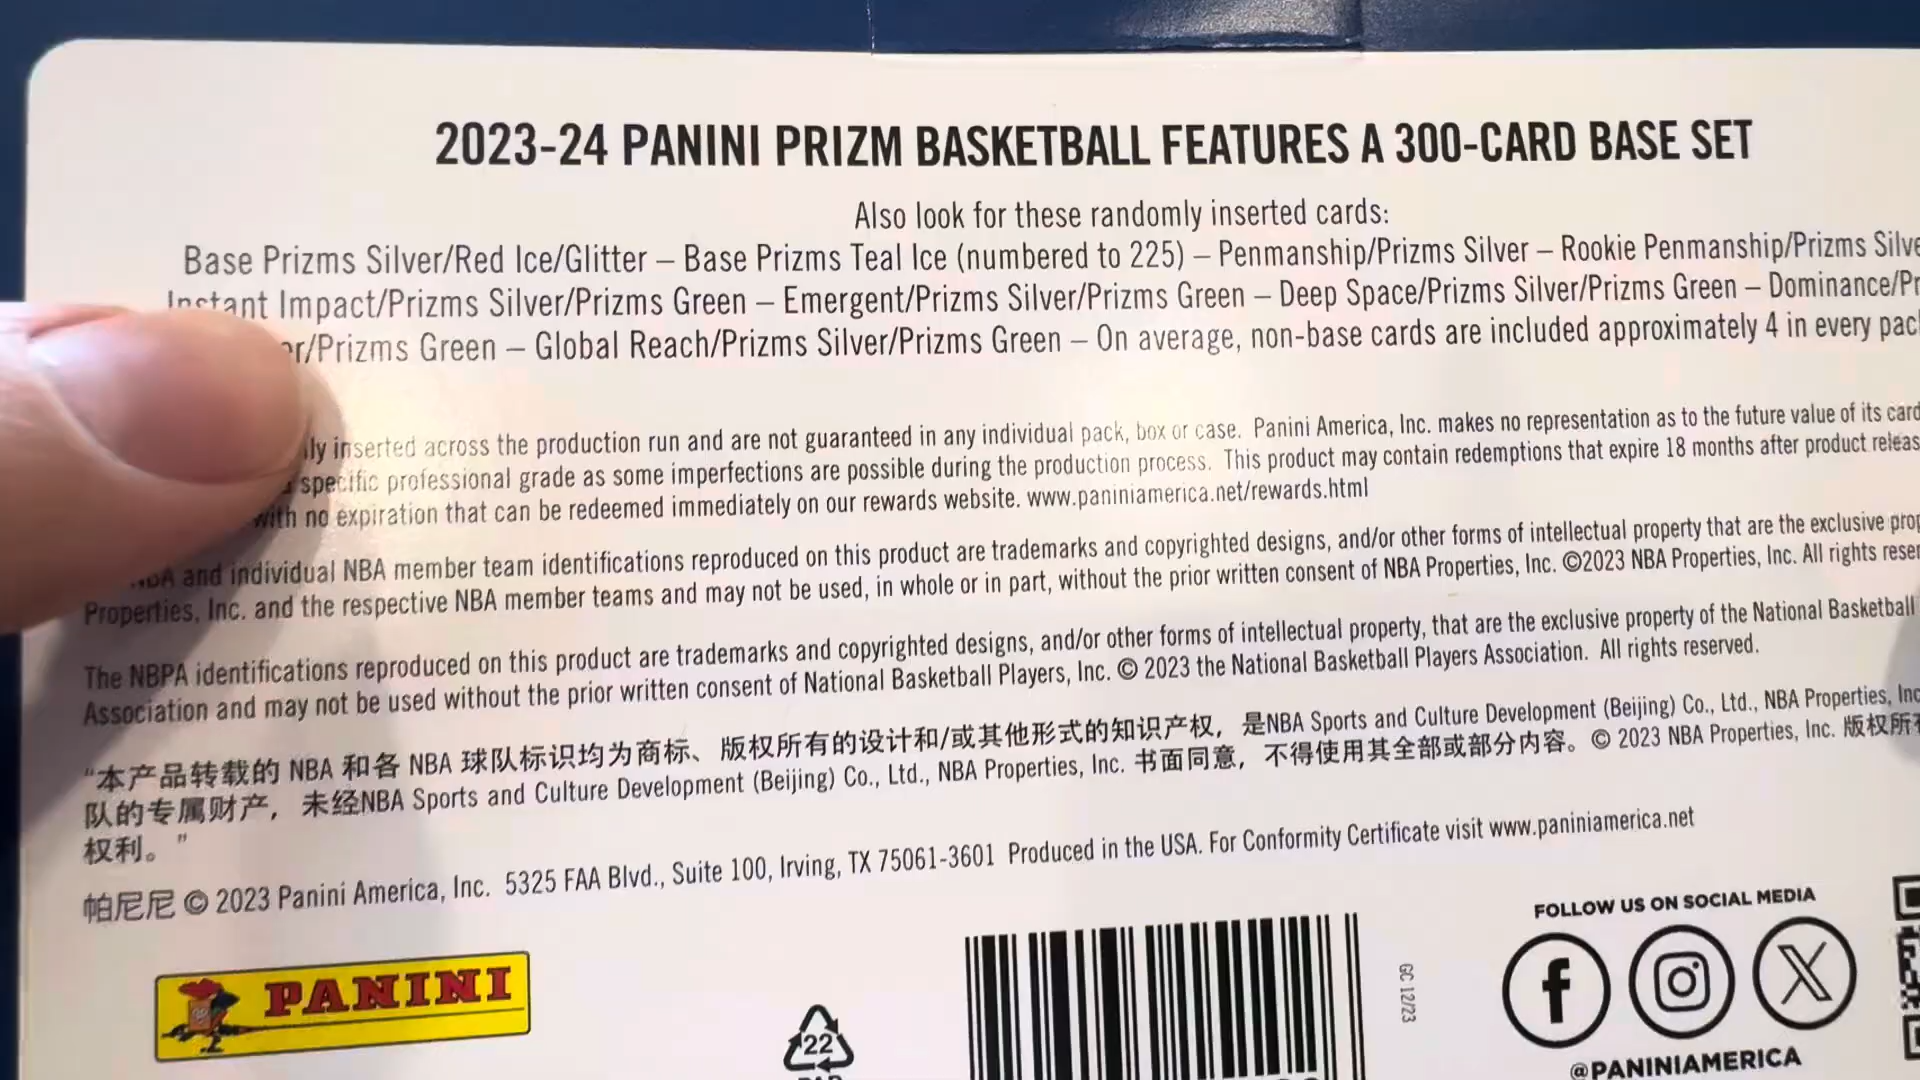 2023-24 PANINI PRIZM BASKETBALL FEATURES A 300-CARD BASE SET
Also look for these randomly inserted cards:
Base Prizms Silver/Red Ice/Glitter – Base Prizms Teal Ice (numbered to 225) – Penmanship/Prizms Silver – Rookie Penmanship/Prizms
Instant Impact/Prizms Silver/Prizms Green – Emergent/Prizms Silver/Prizms Green – Deep Space/Prizms Silver/Prizms Green – Dominance/
/Prizms Green – Global Reach/Prizms Silver/Prizms Green – On average, non-base cards are included approximately 4 in every
inserted across the production run and are not guaranteed in any individual pack, box or case. Panini America, Inc. makes no representation as to the future value of its
specific professional grade as some imperfections are possible during the production process. This product may contain redemptions that expire 18 months after product
with no expiration that can be redeemed immediately on our rewards website. www.paniniamerica.net/rewards.html
NBA and individual NBA member team identifications reproduced on this product are trademarks and copyrighted designs, and/or other forms of intellectual property that are the exclusive
Properties, Inc. and the respective NBA member teams and may not be used, in whole or in part, without the prior written consent of NBA Properties, Inc. ©2023 NBA Properties, Inc. All rights
The NBPA identifications reproduced on this product are trademarks and copyrighted designs, and/or other forms of intellectual property, that are the exclusive property of the National Basketball
Association and may not be used without the prior written consent of National Basketball Players, Inc. © 2023 the National Basketball Players Association. All rights reserved.
“本产品转载的 NBA 和各 NBA 球队标识均为商标、版权所有的设计和/或其他形式的知识产权，是NBA Sports and Culture Development (Beijing) Co., Ltd., NBA Properties, Inc
队的专属财产，未经NBA Sports and Culture Development (Beijing) Co., Ltd., NBA Properties, Inc. 书面同意，不得使用其全部或部分内容。© 2023 NBA Properties, Inc. 版权所
权利。”
帕尼尼 © 2023 Panini America, Inc. 5325 FAA Blvd., Suite 100, Irving, TX 75061-3601 Produced in the USA. For Conformity Certificate visit www.paniniamerica.net
FOLLOW US ON SOCIAL MEDIA
PANINI
22
GC 12/23
@PANINIAMERICA